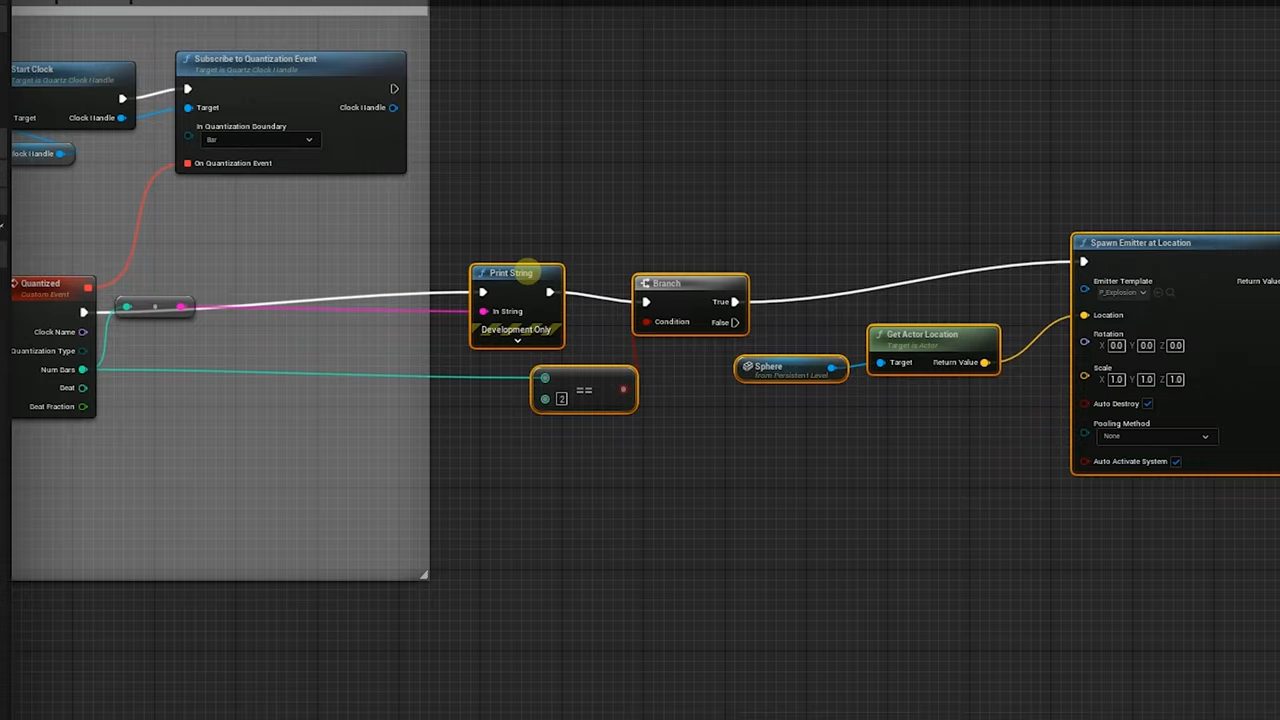 Start Clock
Target is Quartz Clock Handle
Target
Clock Handle
lock Handle
Subscribe to Quantization Event
Target is Quartz Clock Handle
Target
Clock Handle
In Quantization Boundary
Bar
On Quantization Event
Quantized
Custom Event
Clock Name
Quantization Type
Num Bars
Beat
Beat Fraction
Print String
In String
Development Only
==
2
Branch
True
Condition
False
Sphere
from Persistent Level
Get Actor Location
Target is Actor
Target
Return Value
Spawn Emitter at Location
Emitter Template
Return Value
P_Explosion
Location
Rotation
X 0.0 Y 0.0 Z 0.0
Scale
X 1.0 Y 1.0 Z 1.0
Auto Destroy
Pooling Method
None
Auto Activate System